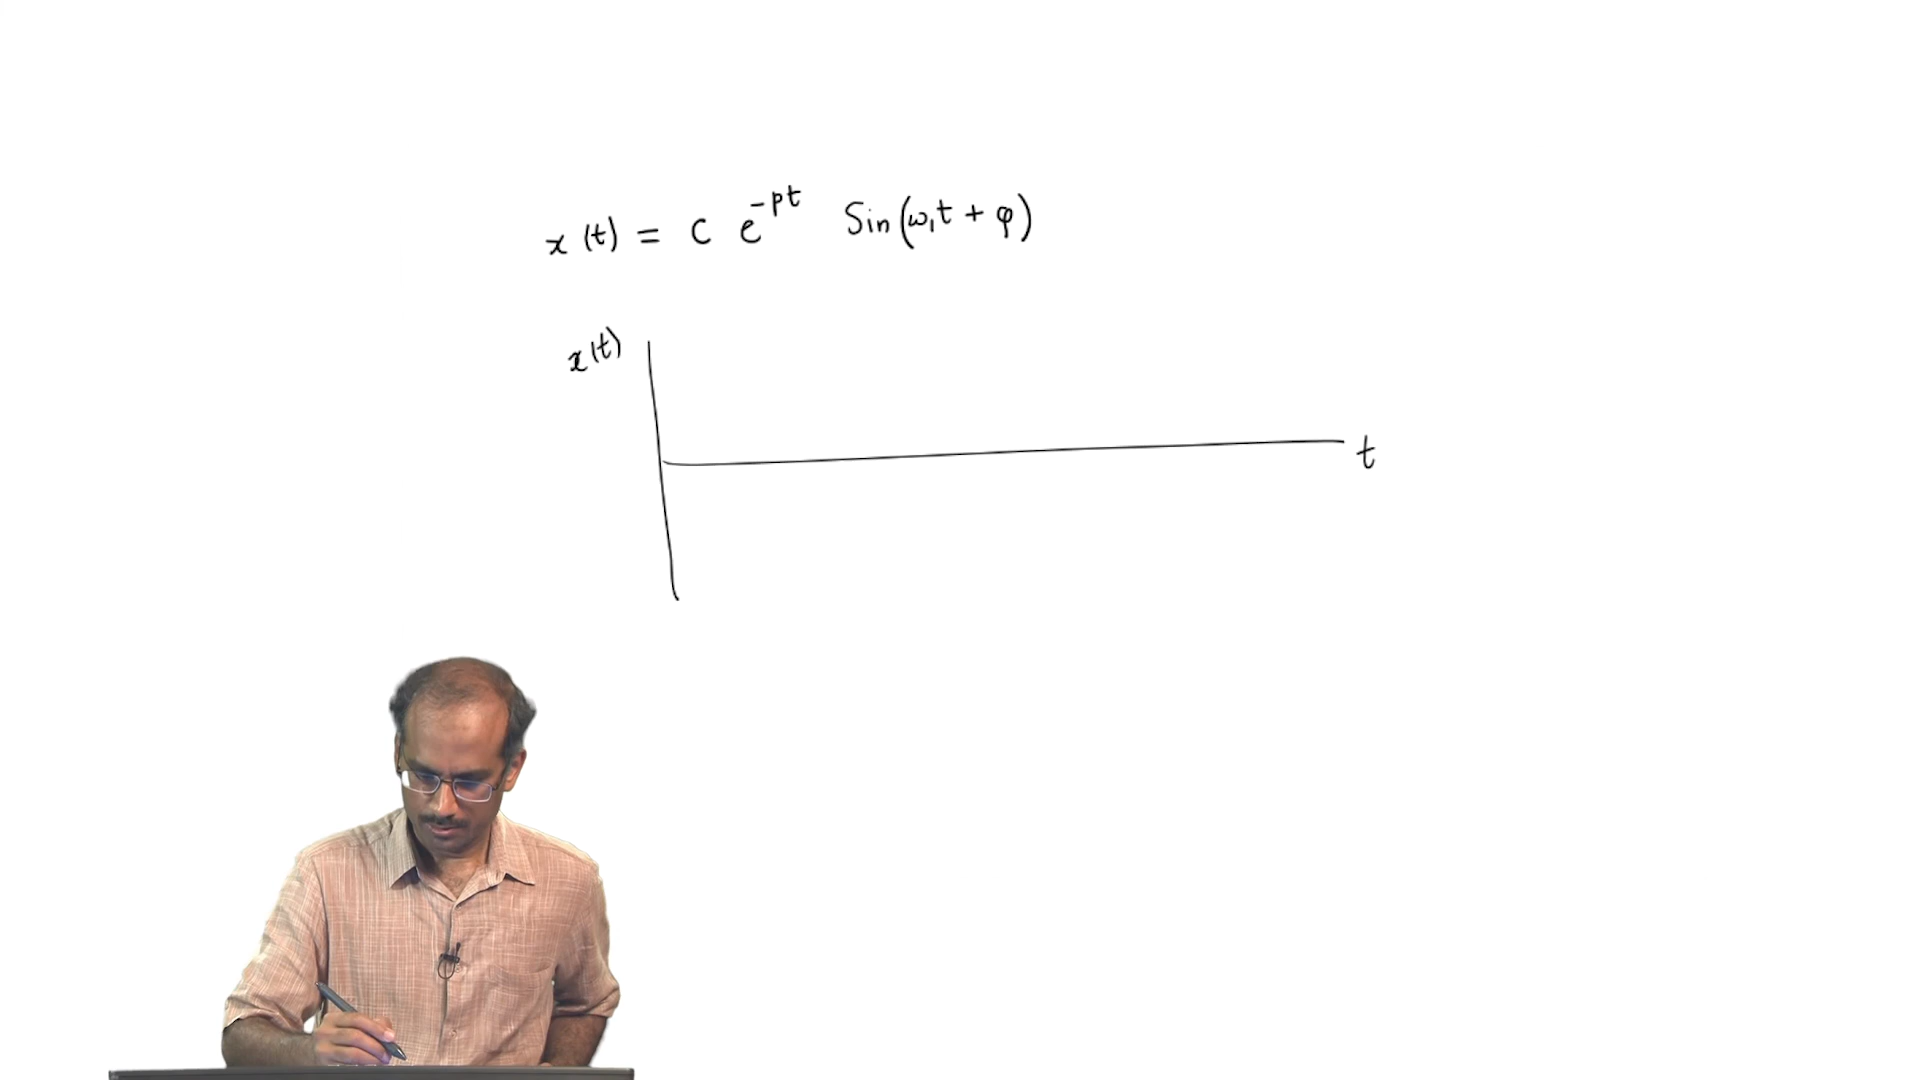 x (t) = C e^{-pt} Sin(ω₁t + φ)
x(t)
t